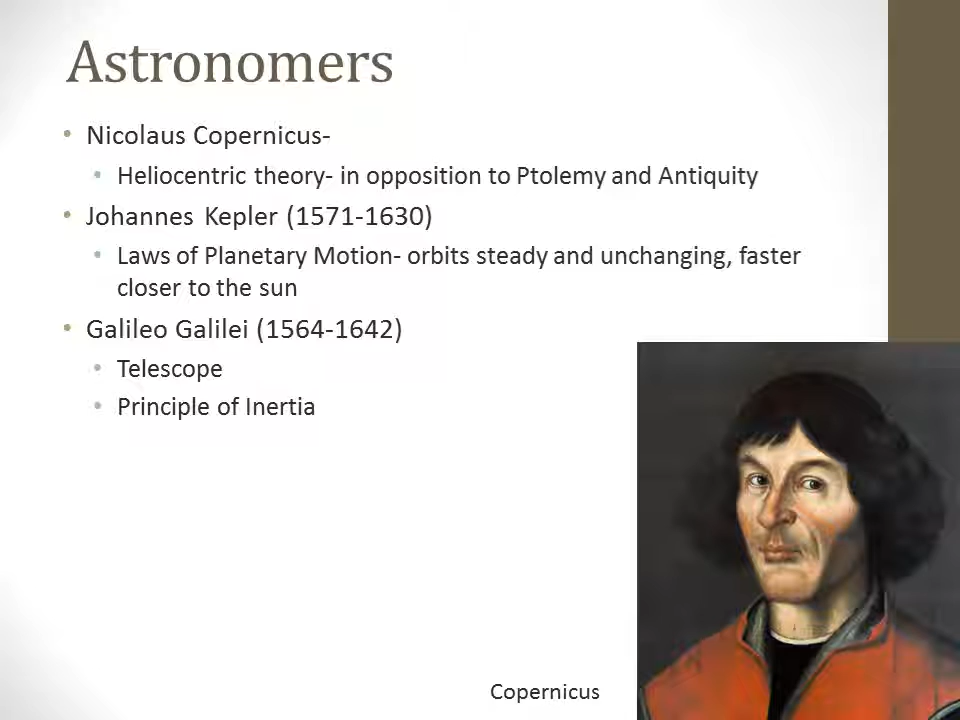 Astronomers
• Nicolaus Copernicus-
• Heliocentric theory- in opposition to Ptolemy and Antiquity
• Johannes Kepler (1571-1630)
• Laws of Planetary Motion- orbits steady and unchanging, faster
closer to the sun
• Galileo Galilei (1564-1642)
• Telescope
• Principle of Inertia
Copernicus